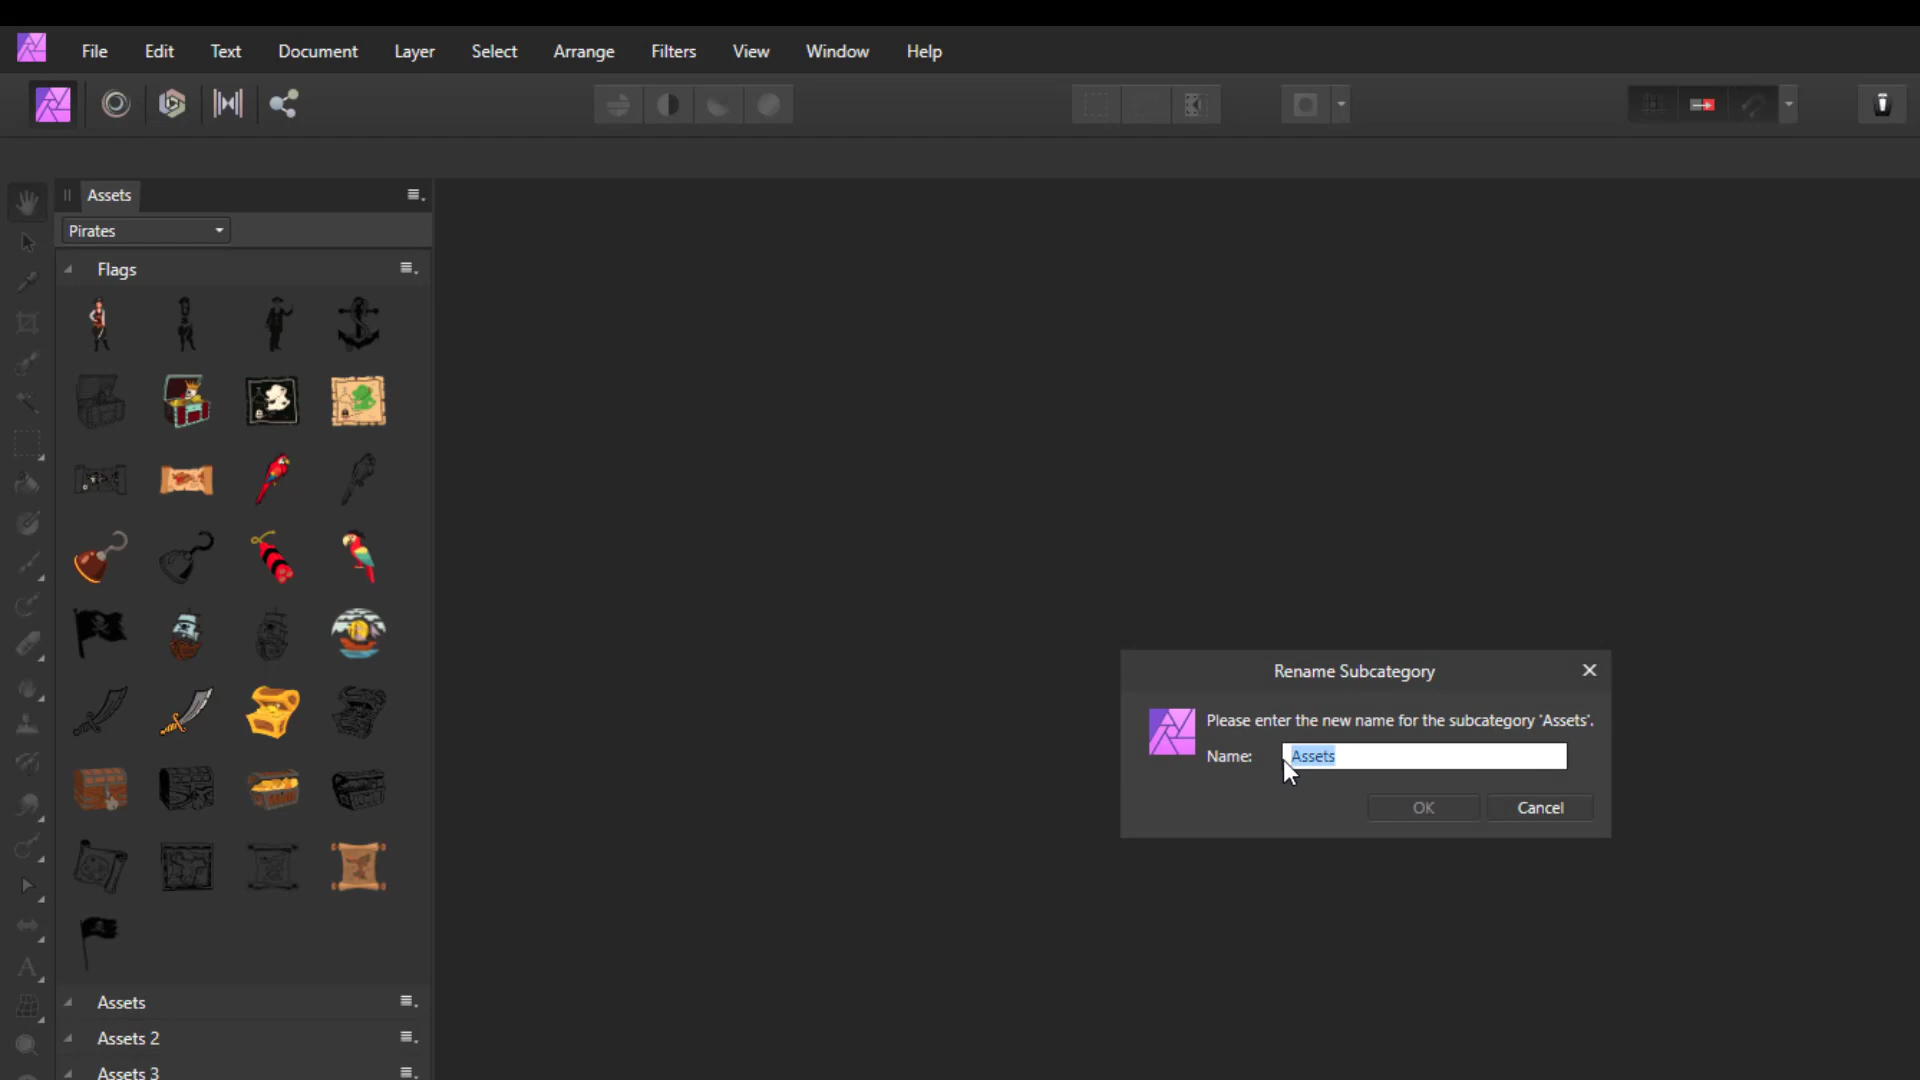 File Edit Text Document Layer Select Arrange Filters View Window Help
Assets
Pirates
Flags
Rename Subcategory
Please enter the new name for the subcategory 'Assets'.
Name: Assets
OK Cancel
Assets
Assets 2
Assets 3